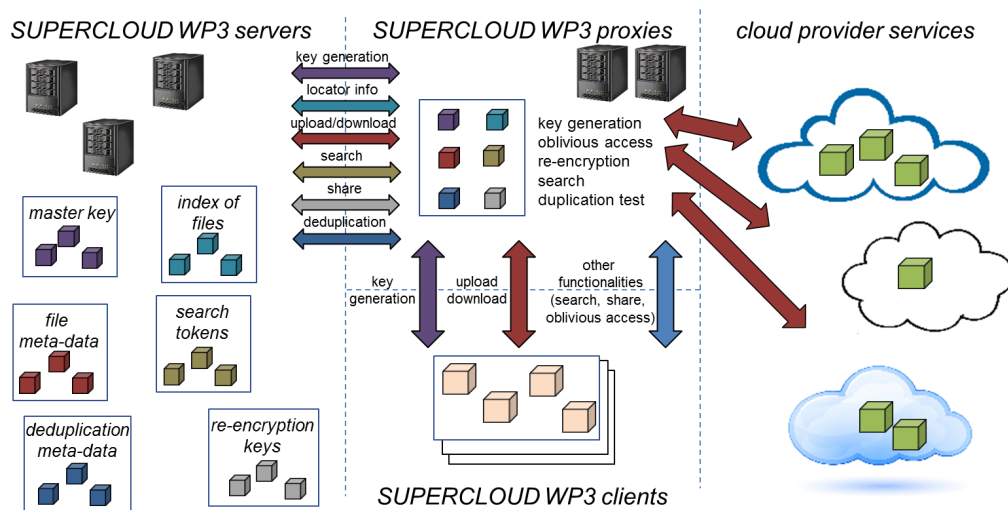 SUPERCLOUD WP3 servers
SUPERCLOUD WP3 proxies
cloud provider services
key generation
locator info
upload/download
search
share
deduplication
key generation
oblivious access
re-encryption
search
duplication test
master key
index of
files
file
meta-data
search
tokens
deduplication
meta-data
re-encryption
keys
key
generation
upload
download
other
functionalities
(search, share,
oblivious access)
SUPERCLOUD WP3 clients